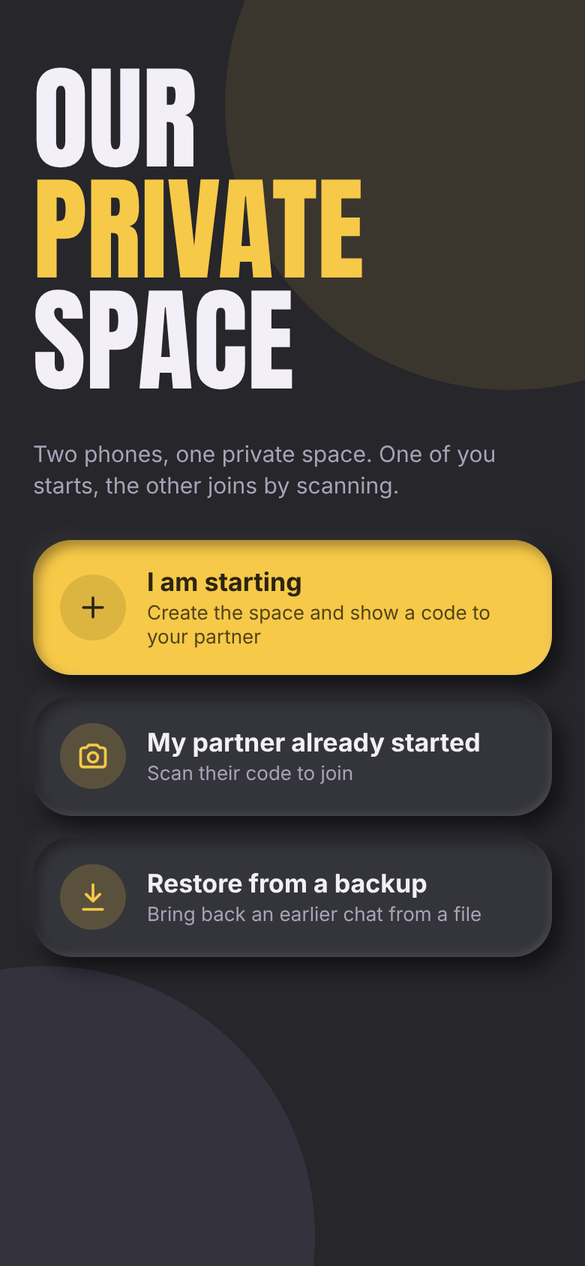 OUR
PRIVATE
SPACE
Two phones, one private space. One of you
starts, the other joins by scanning.
I am starting
Create the space and show a code to
your partner
My partner already started
Scan their code to join
Restore from a backup
Bring back an earlier chat from a file